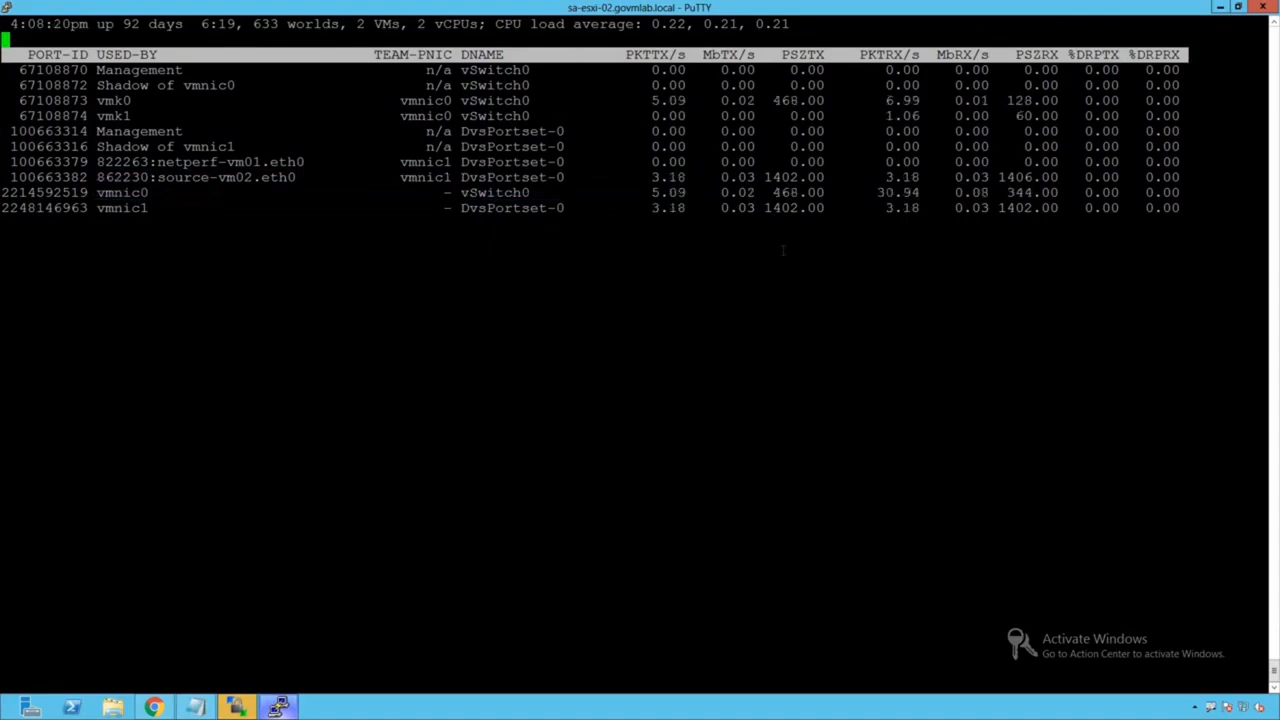 sa-esxi-02.govmlab.local - PuTTY
4:08:20pm up 92 days  6:19, 633 worlds, 2 VMs, 2 vCPUs; CPU load average: 0.22, 0.21, 0.21
PORT-ID USED-BY TEAM-PNIC DNAME PKTTX/s MbTX/s PSZTX PKTRX/s MbRX/s PSZRX %DRPTX %DRPRX
67108870 Management n/a vSwitch0 0.00 0.00 0.00 0.00 0.00 0.00 0.00 0.00
67108872 Shadow of vmnic0 n/a vSwitch0 0.00 0.00 0.00 0.00 0.00 0.00 0.00 0.00
67108873 vmk0 vmnic0 vSwitch0 5.09 0.02 468.00 6.99 0.01 128.00 0.00 0.00
67108874 vmk1 vmnic0 vSwitch0 0.00 0.00 0.00 1.06 0.00 60.00 0.00 0.00
100663314 Management n/a DvsPortset-0 0.00 0.00 0.00 0.00 0.00 0.00 0.00 0.00
100663316 Shadow of vmnic1 n/a DvsPortset-0 0.00 0.00 0.00 0.00 0.00 0.00 0.00 0.00
100663379 822263:netperf-vm01.eth0 vmnic1 DvsPortset-0 0.00 0.00 0.00 0.00 0.00 0.00 0.00 0.00
100663382 862230:source-vm02.eth0 vmnic1 DvsPortset-0 3.18 0.03 1402.00 3.18 0.03 1406.00 0.00 0.00
2214592519 vmnic0 - vSwitch0 5.09 0.02 468.00 30.94 0.08 344.00 0.00 0.00
2248146963 vmnic1 - DvsPortset-0 3.18 0.03 1402.00 3.18 0.03 1402.00 0.00 0.00
Activate Windows
Go to Action Center to activate Windows.